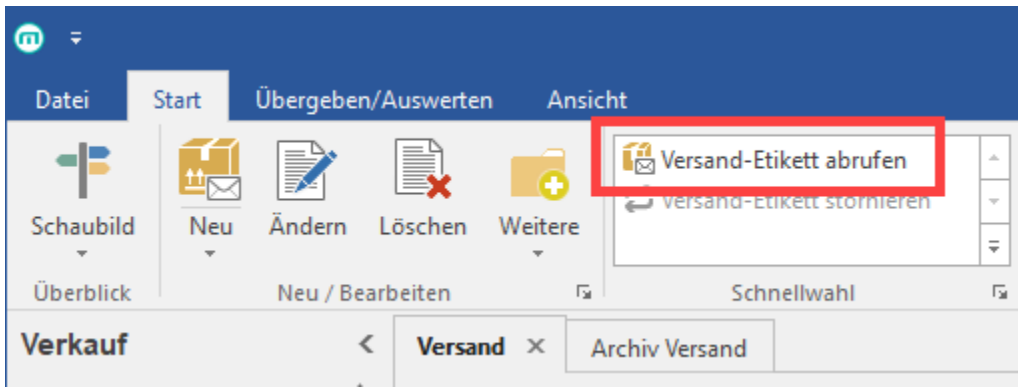 Datei Start Übergeben/Auswerten Ansicht
Versand-Etikett abrufen
Versand-Etikett stornieren
Schaubild Neu Ändern Löschen Weitere
Überblick Neu / Bearbeiten Schnellwahl
Verkauf Versand Archiv Versand